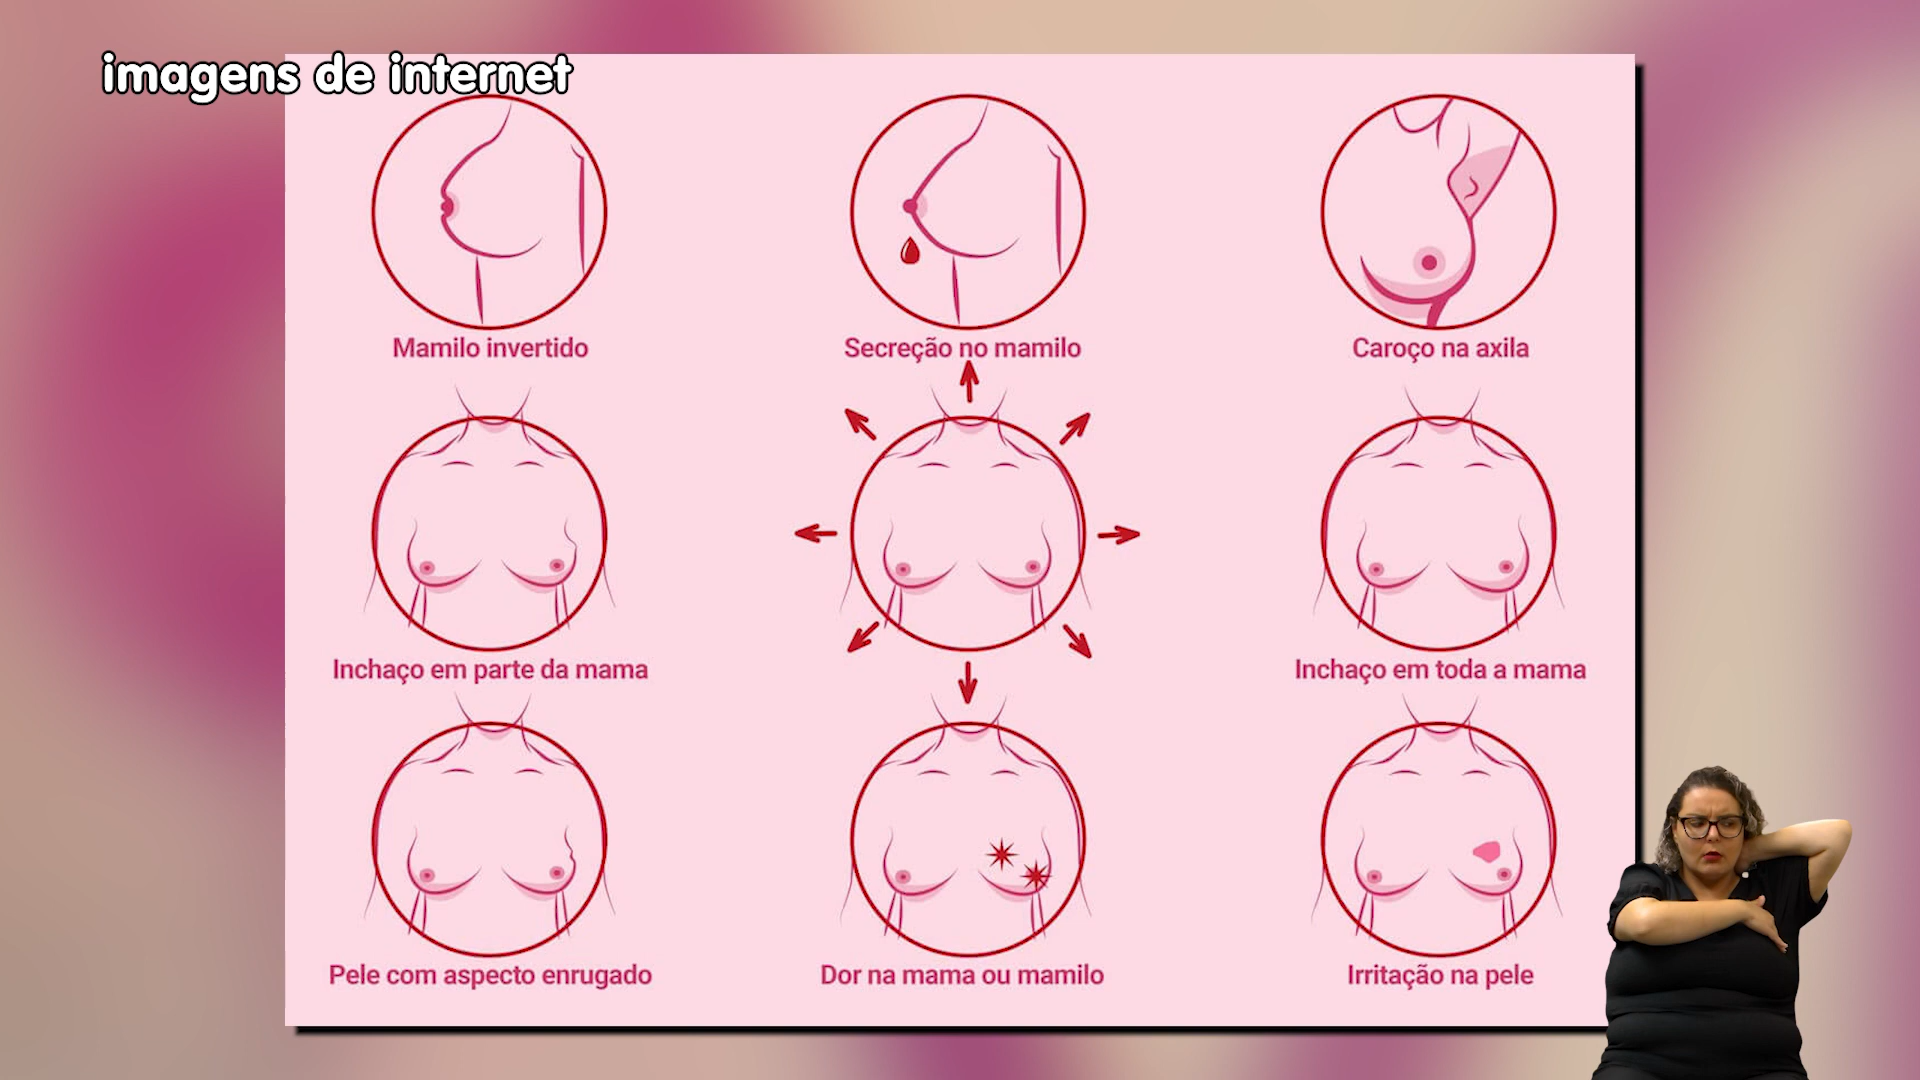 imagens de internet
Mamilo invertido
Secreção no mamilo
Caroço na axila
Inchaço em parte da mama
Inchaço em toda a mama
Pele com aspecto enrugado
Dor na mama ou mamilo
Irritação na pele